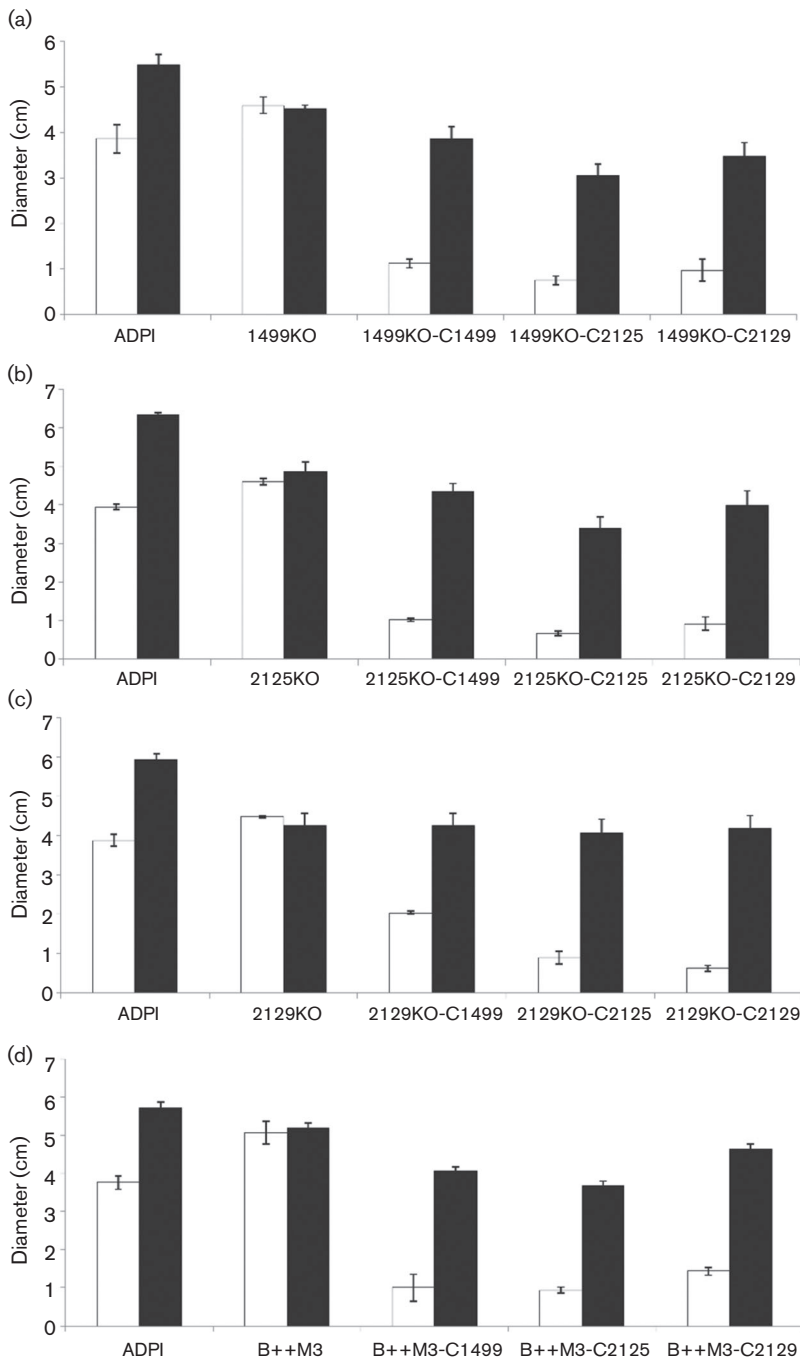 (a)
6
5
4
3
2
1
0
Diameter (cm)
ADPI 1499KO 1499KO-C1499 1499KO-C2125 1499KO-C2129
(b)
7
6
5
4
3
2
1
0
Diameter (cm)
ADPI 2125KO 2125KO-C1499 2125KO-C2125 2125KO-C2129
(c)
7
6
5
4
3
2
1
0
Diameter (cm)
ADPI 2129KO 2129KO-C1499 2129KO-C2125 2129KO-C2129
(d)
7
6
5
4
3
2
1
0
Diameter (cm)
ADPI B++M3 B++M3-C1499 B++M3-C2125 B++M3-C2129